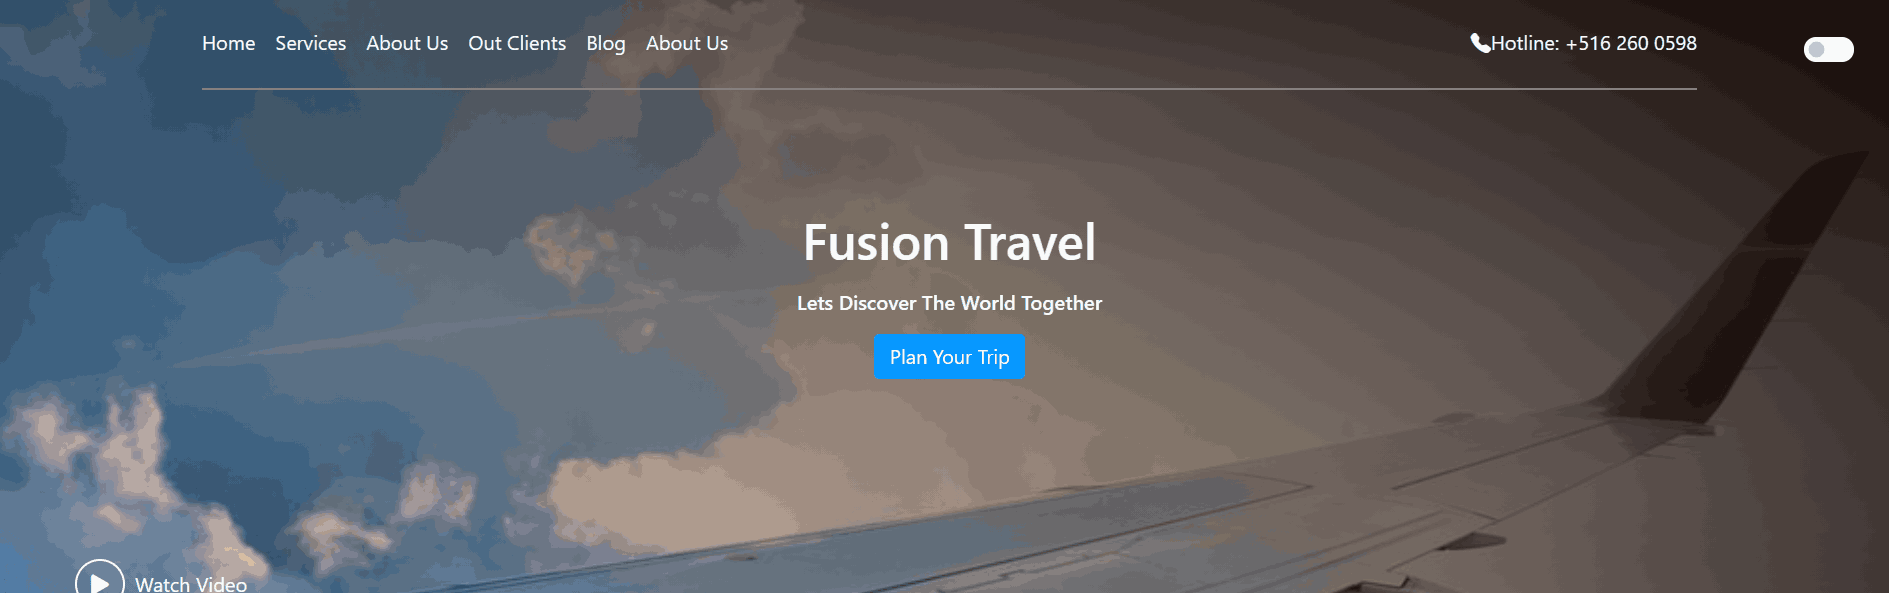 Home Services About Us Out Clients Blog About Us Hotline: +516 260 0598
Fusion Travel
Lets Discover The World Together
Plan Your Trip
Watch Video